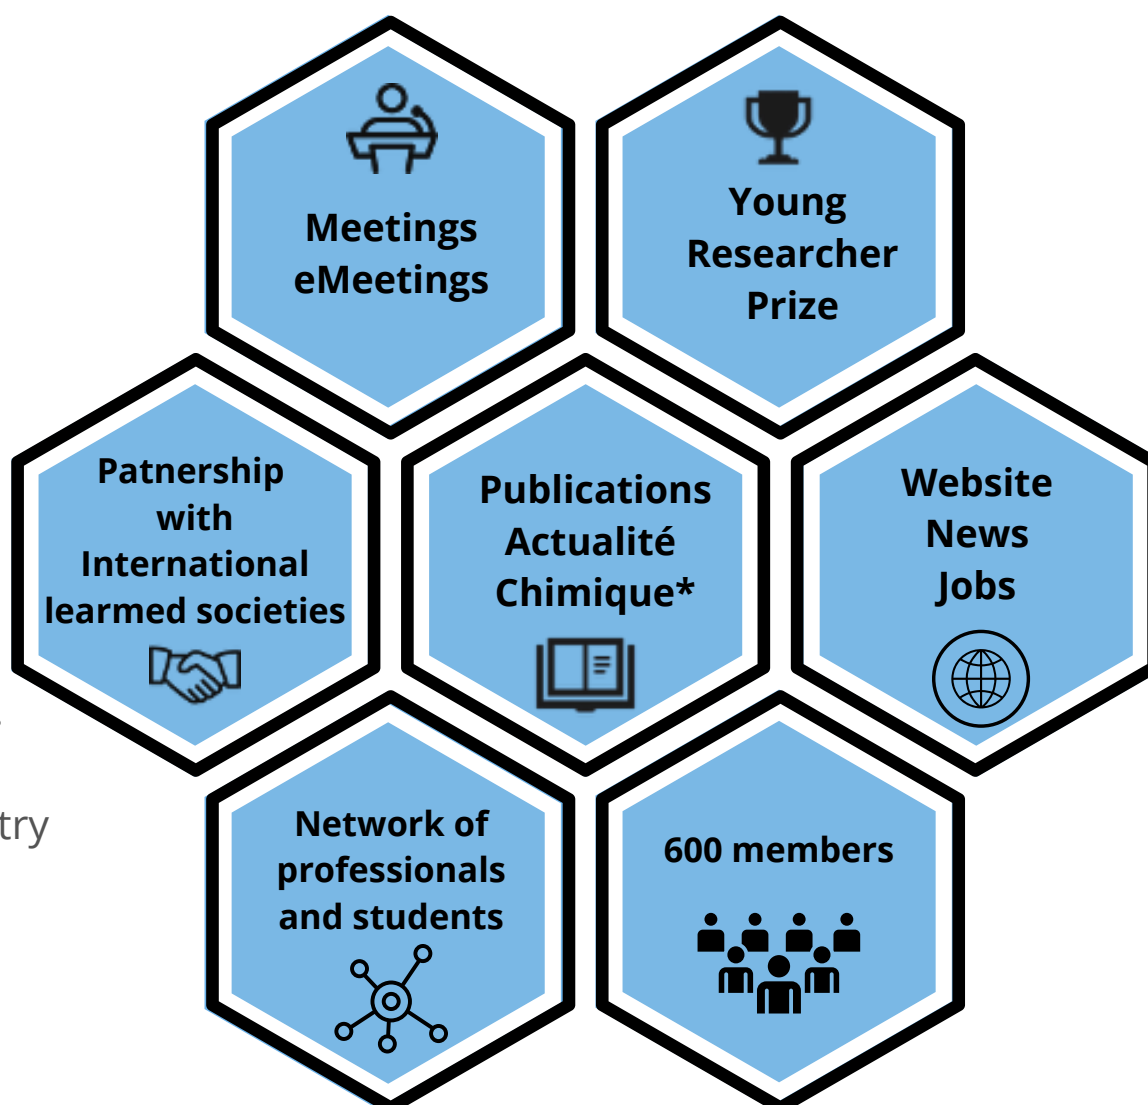 Meetings
eMeetings
Young
Researcher
Prize
Patnership
with
International
learmed societies
Publications
Actualité
Chimique*
Website
News
Jobs
try
Network of
professionals
and students
600 members